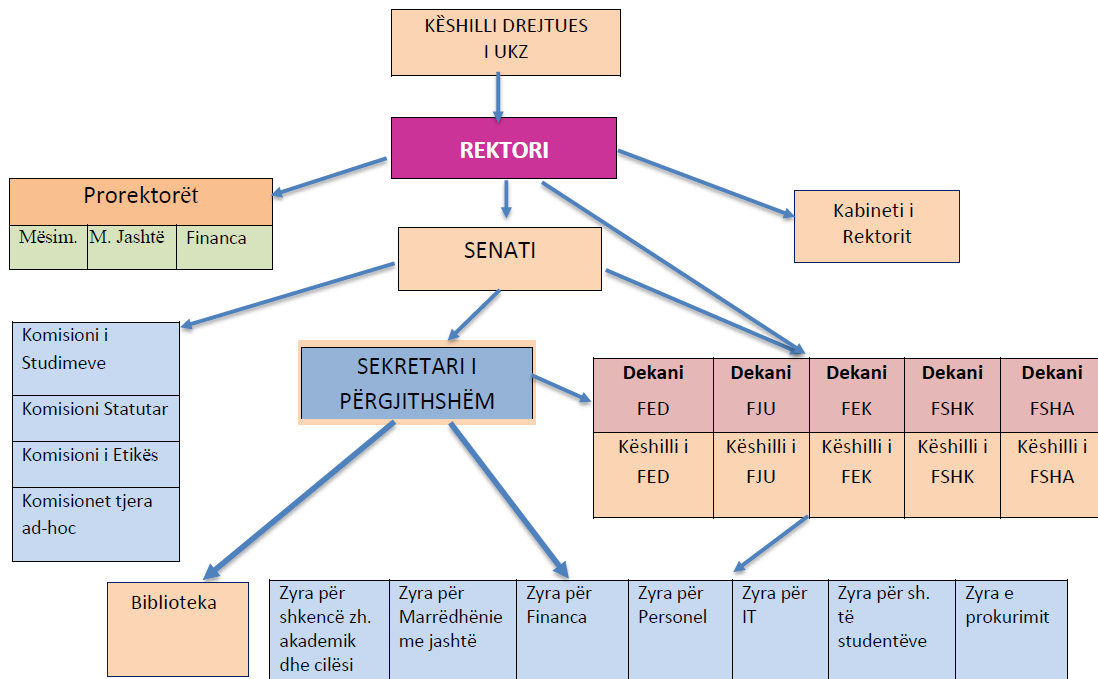 KËSHILLI DREJTUES
I UKZ
REKTORI
Prorektorët
Mësim.
M. Jashtë
Financa
Kabineti i
Rektorit
SENATI
Komisioni i
Studimeve
Komisioni Statutar
Komisioni i Etikës
Komisionet tjera
ad-hoc
SEKRETARI I
PËRGJITHSHËM
Dekani
FED
Dekani
FJU
Dekani
FEK
Dekani
FSHK
Dekani
FSHA
Këshilli i
FED
Këshilli i
FJU
Këshilli i
FEK
Këshilli i
FSHK
Këshilli i
FSHA
Biblioteka
Zyra për
shkencë zh.
akademik
dhe cilësi
Zyra për
Marrëdhënie
me jashtë
Zyra për
Financa
Zyra për
Personel
Zyra për
IT
Zyra për sh.
të
studentëve
Zyra e
prokurimit